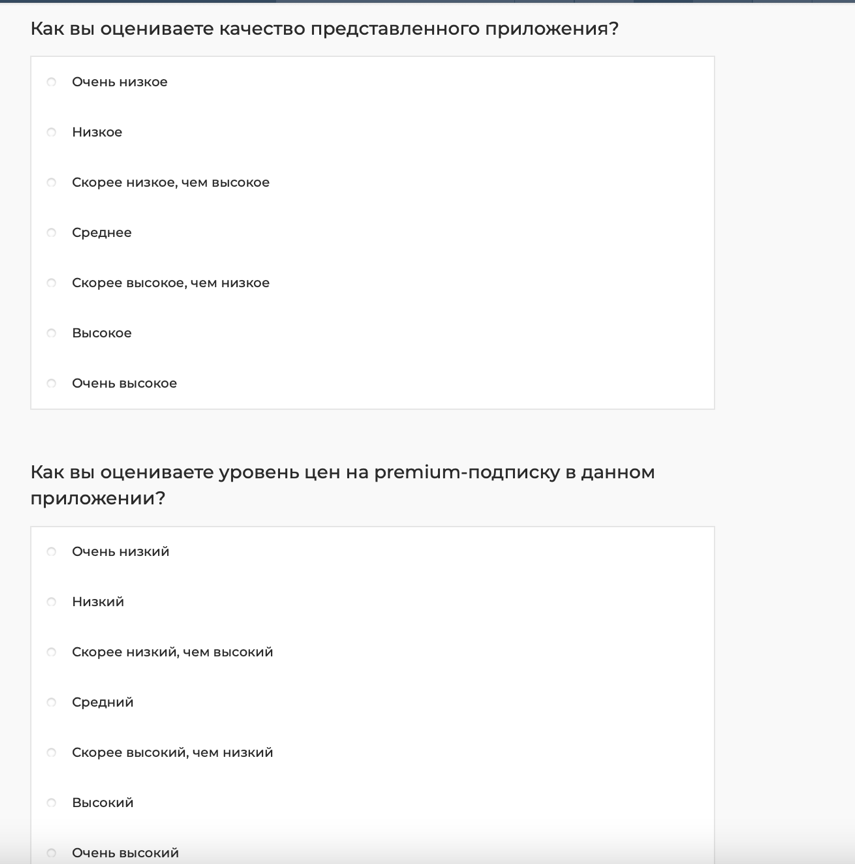 Как вы оцениваете качество представленного приложения?
Очень низкое
Низкое
Скорее низкое, чем высокое
Среднее
Скорее высокое, чем низкое
Высокое
Очень высокое
Как вы оцениваете уровень цен на premium-подписку в данном
приложении?
Очень низкий
Низкий
Скорее низкий, чем высокий
Средний
Скорее высокий, чем низкий
Высокий
Очень высокий